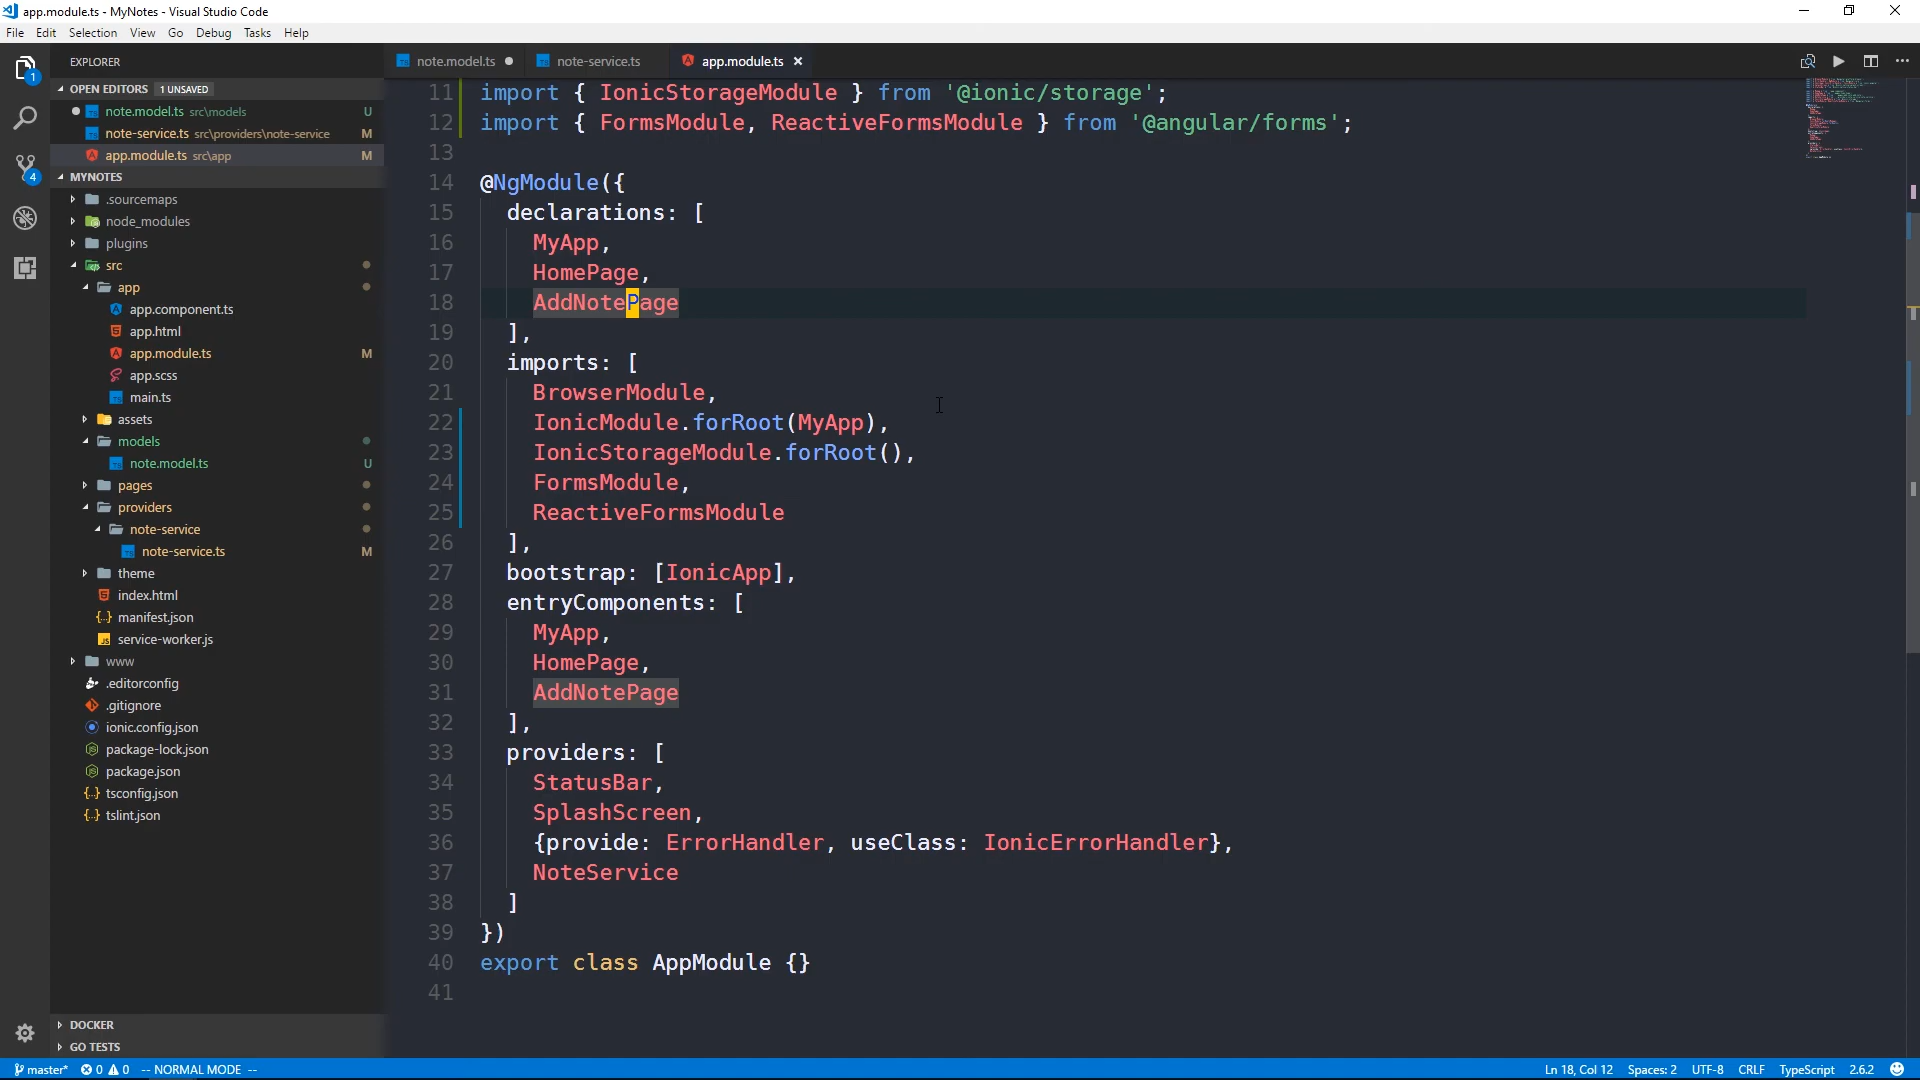 app.module.ts - MyNotes - Visual Studio Code
File Edit Selection View Go Debug Tasks Help
EXPLORER
note.model.ts
note-service.ts
app.module.ts
OPEN EDITORS 1 UNSAVED
note.model.ts src\models U
note-service.ts src\providers\note-service M
app.module.ts src\app M
MYNOTES
.sourcemaps
node_modules
plugins
src
app
app.component.ts
app.html
app.module.ts M
app.scss
main.ts
assets
models
note.model.ts U
pages
providers
note-service
note-service.ts M
theme
index.html
manifest.json
service-worker.js
www
.editorconfig
.gitignore
ionic.config.json
package-lock.json
package.json
tsconfig.json
tslint.json
DOCKER
GO TESTS
1
4
11 import { IonicStorageModule } from '@ionic/storage';
12 import { FormsModule, ReactiveFormsModule } from '@angular/forms';
13
14 @NgModule({
15 declarations: [
16 MyApp,
17 HomePage,
18 AddNotePage
19 ],
20 imports: [
21 BrowserModule,
22 IonicModule.forRoot(MyApp),
23 IonicStorageModule.forRoot(),
24 FormsModule,
25 ReactiveFormsModule
26 ],
27 bootstrap: [IonicApp],
28 entryComponents: [
29 MyApp,
30 HomePage,
31 AddNotePage
32 ],
33 providers: [
34 StatusBar,
35 SplashScreen,
36 {provide: ErrorHandler, useClass: IonicErrorHandler},
37 NoteService
38 ]
39 })
40 export class AppModule {}
41
master* 0 0 -- NORMAL MODE -- Ln 18, Col 12 Spaces: 2 UTF-8 CRLF TypeScript 2.6.2